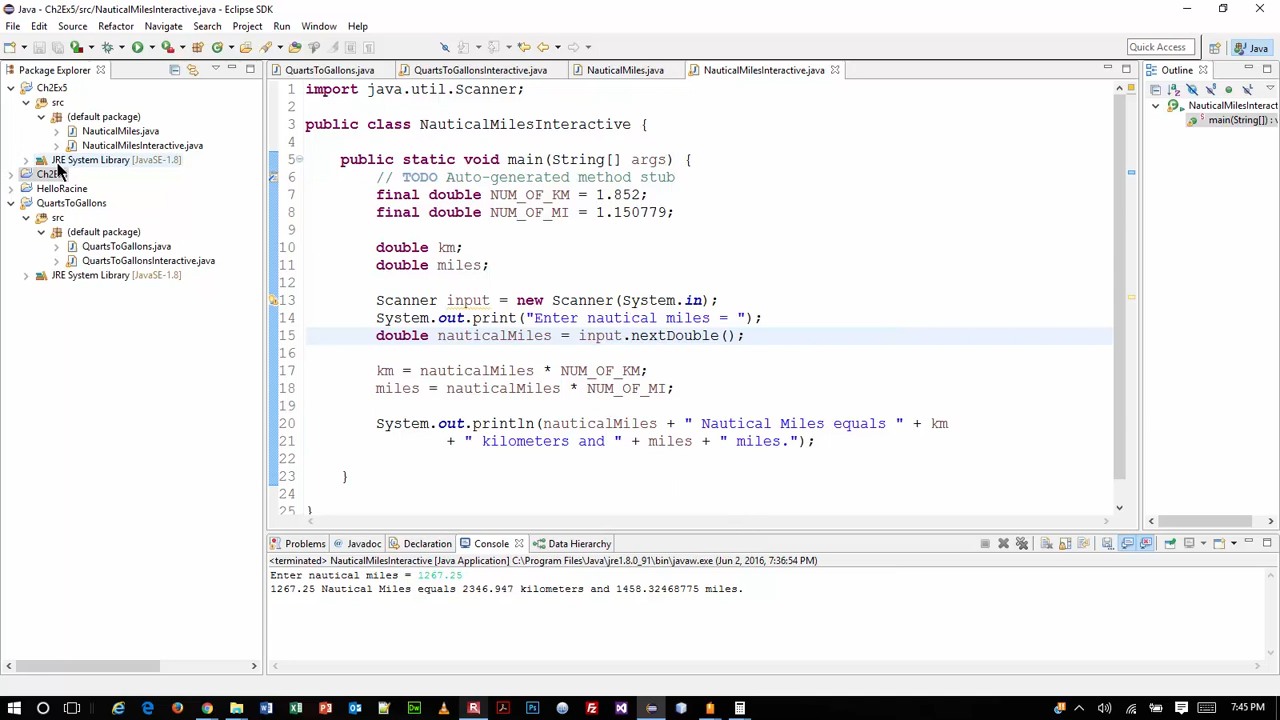 Java - Ch2Ex5/src/NauticalMilesInteractive.java - Eclipse SDK
File Edit Source Refactor Navigate Search Project Run Window Help
Quick Access Java
Package Explorer
Ch2Ex5
src
(default package)
NauticalMiles.java
NauticalMilesInteractive.java
JRE System Library [JavaSE-1.8]
HelloRacine
QuartsToGallons
src
(default package)
QuartsToGallons.java
QuartsToGallonsInteractive.java
JRE System Library [JavaSE-1.8]
QuartsToGallons.java QuartsToGallonsInteractive.java NauticalMiles.java NauticalMilesInteractive.java
1 import java.util.Scanner;
2
3 public class NauticalMilesInteractive {
4
5 public static void main(String[] args) {
6 // TODO Auto-generated method stub
7 final double NUM_OF_KM = 1.852;
8 final double NUM_OF_MI = 1.150779;
9
10 double km;
11 double miles;
12
13 Scanner input = new Scanner(System.in);
14 System.out.print("Enter nautical miles = ");
15 double nauticalMiles = input.nextDouble();
16
17 km = nauticalMiles * NUM_OF_KM;
18 miles = nauticalMiles * NUM_OF_MI;
19
20 System.out.println(nauticalMiles + " Nautical Miles equals " + km
21 + " kilometers and " + miles + " miles.");
22
23 }
24
25 }
Outline
NauticalMilesInteract
main(String[])
Problems Javadoc Declaration Console Data Hierarchy
<terminated> NauticalMilesInteractive [Java Application] C:\Program Files\Java\jre1.8.0_91\bin\javaw.exe (Jun 2, 2016, 7:36:54 PM)
Enter nautical miles = 1267.25
1267.25 Nautical Miles equals 2346.947 kilometers and 1458.32468775 miles.
7:45 PM